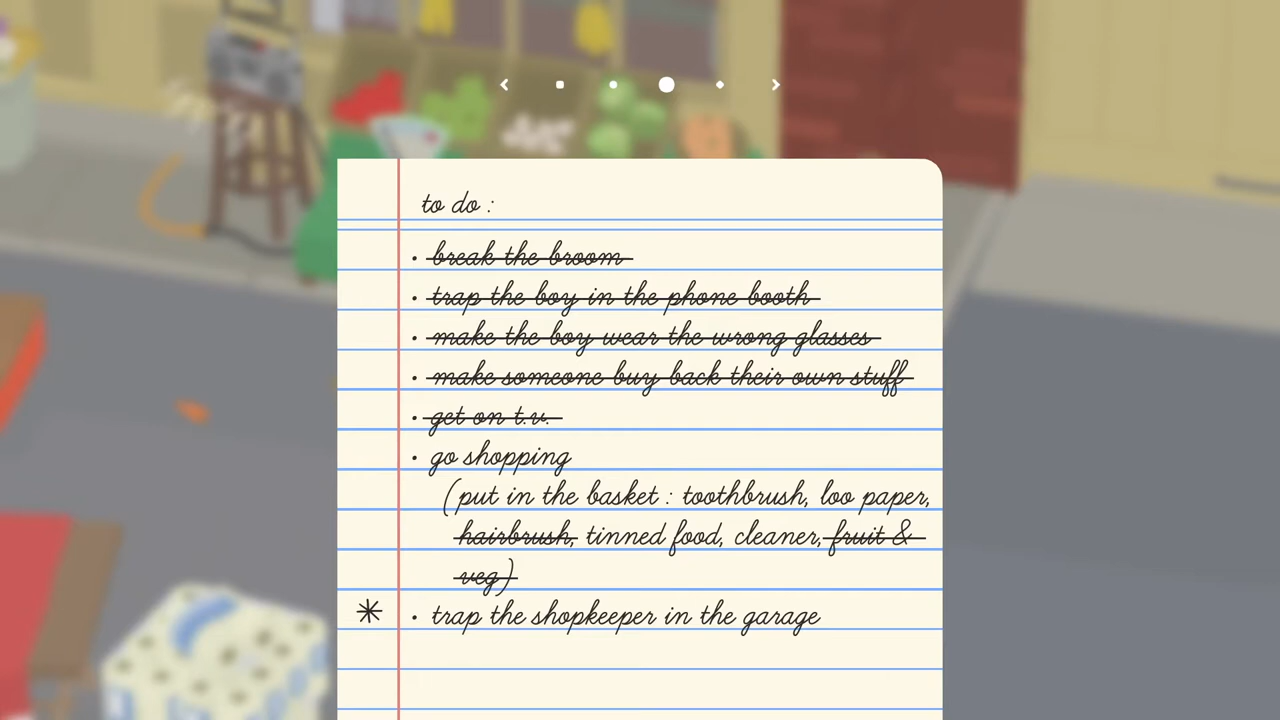 to do :
• break the broom
• trap the boy in the phone booth
• make the boy wear the wrong glasses
• make someone buy back their own stuff
• get on t.v.
• go shopping
(put in the basket : toothbrush, loo paper,
hairbrush, tinned food, cleaner, fruit &
veg)
* • trap the shopkeeper in the garage